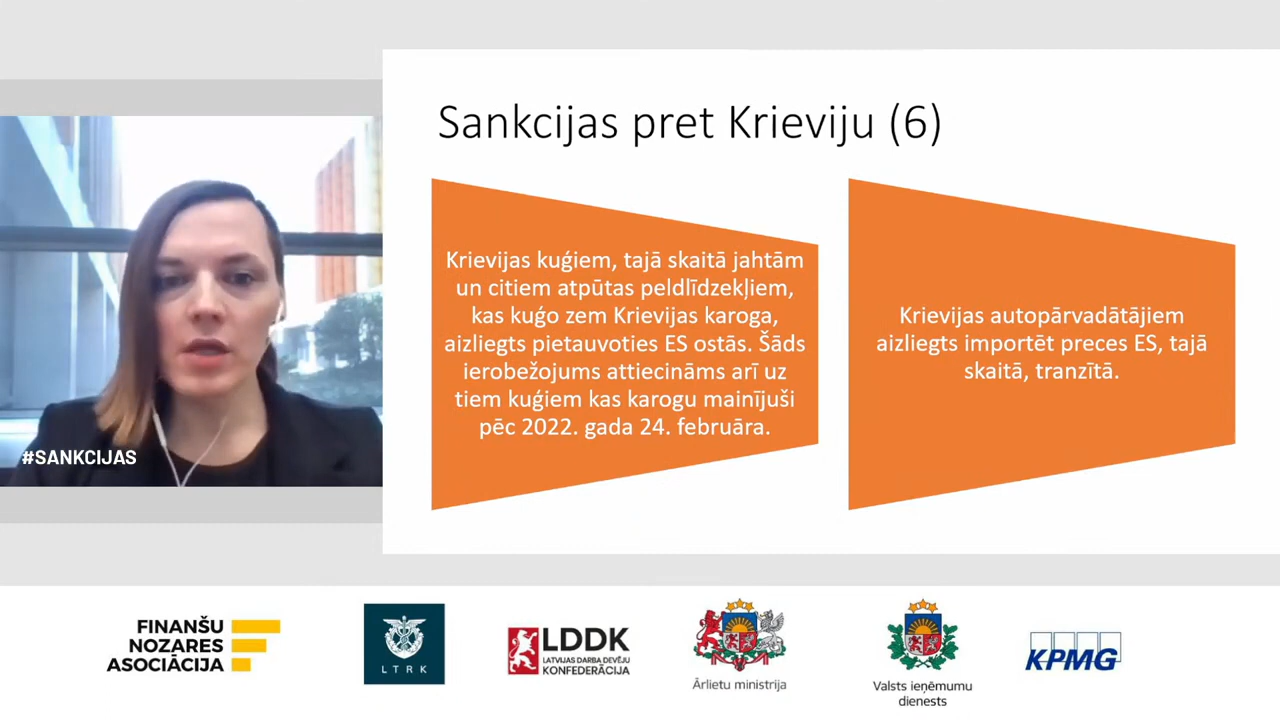 Sankcijas pret Krieviju (6)
Krievijas kuģiem, tajā skaitā jahtām
un citiem atpūtas peldlīdzekļiem,
kas kuģo zem Krievijas karoga,
aizliegts pietauvoties ES ostās. Šāds
ierobežojums attiecināms arī uz
tiem kuģiem kas karogu mainījuši
pēc 2022. gada 24. februāra.
Krievijas autopārvadātājiem
aizliegts importēt preces ES, tajā
skaitā, tranzītā.
#SANKCIJAS
FINANŠU
NOZARES
ASOCIĀCIJA
LTRK
LDDK
LATVIJAS DARBA DEVĒJU
KONFEDERĀCIJA
Ārlietu ministrija
Valsts ieņēmumu
dienests
KPMG